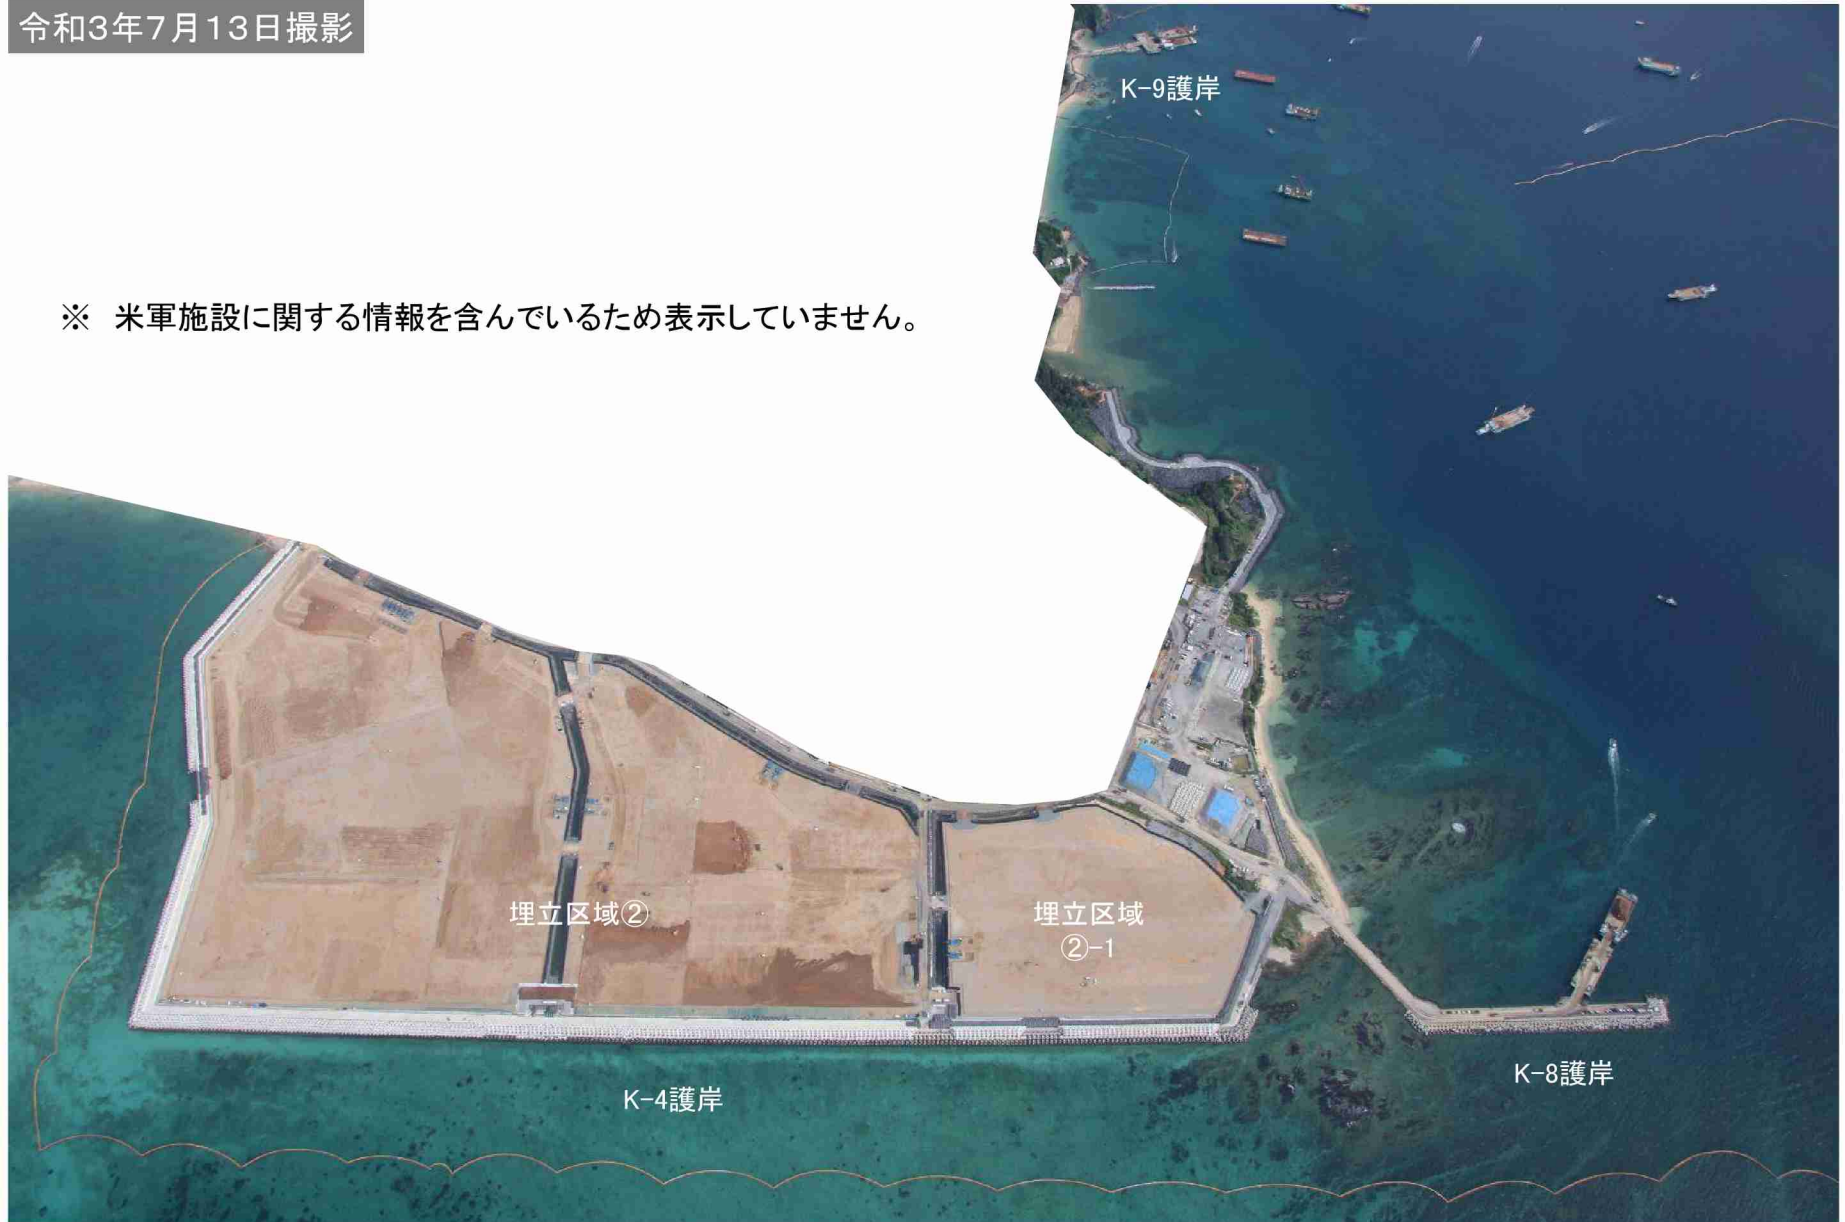 令和３年７月１３日撮影
K-9護岸
※　米軍施設に関する情報を含んでいるため表示していません。
埋立区域②
埋立区域
②-1
K-8護岸
K-4護岸